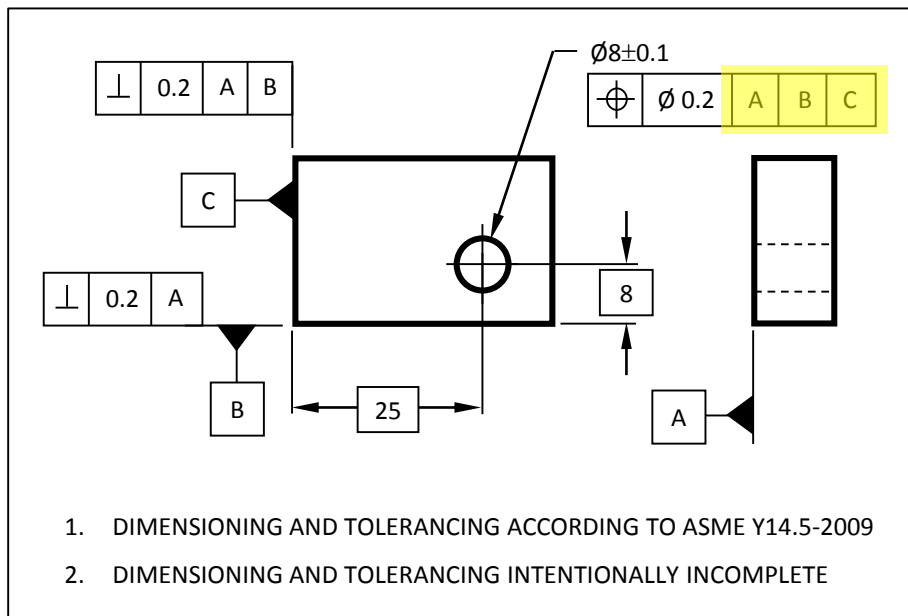 Ø8±0.1
⌖ Ø 0.2 A B C
⊥ 0.2 A B
C
⊥ 0.2 A
8
B
25
A
1. DIMENSIONING AND TOLERANCING ACCORDING TO ASME Y14.5-2009
2. DIMENSIONING AND TOLERANCING INTENTIONALLY INCOMPLETE